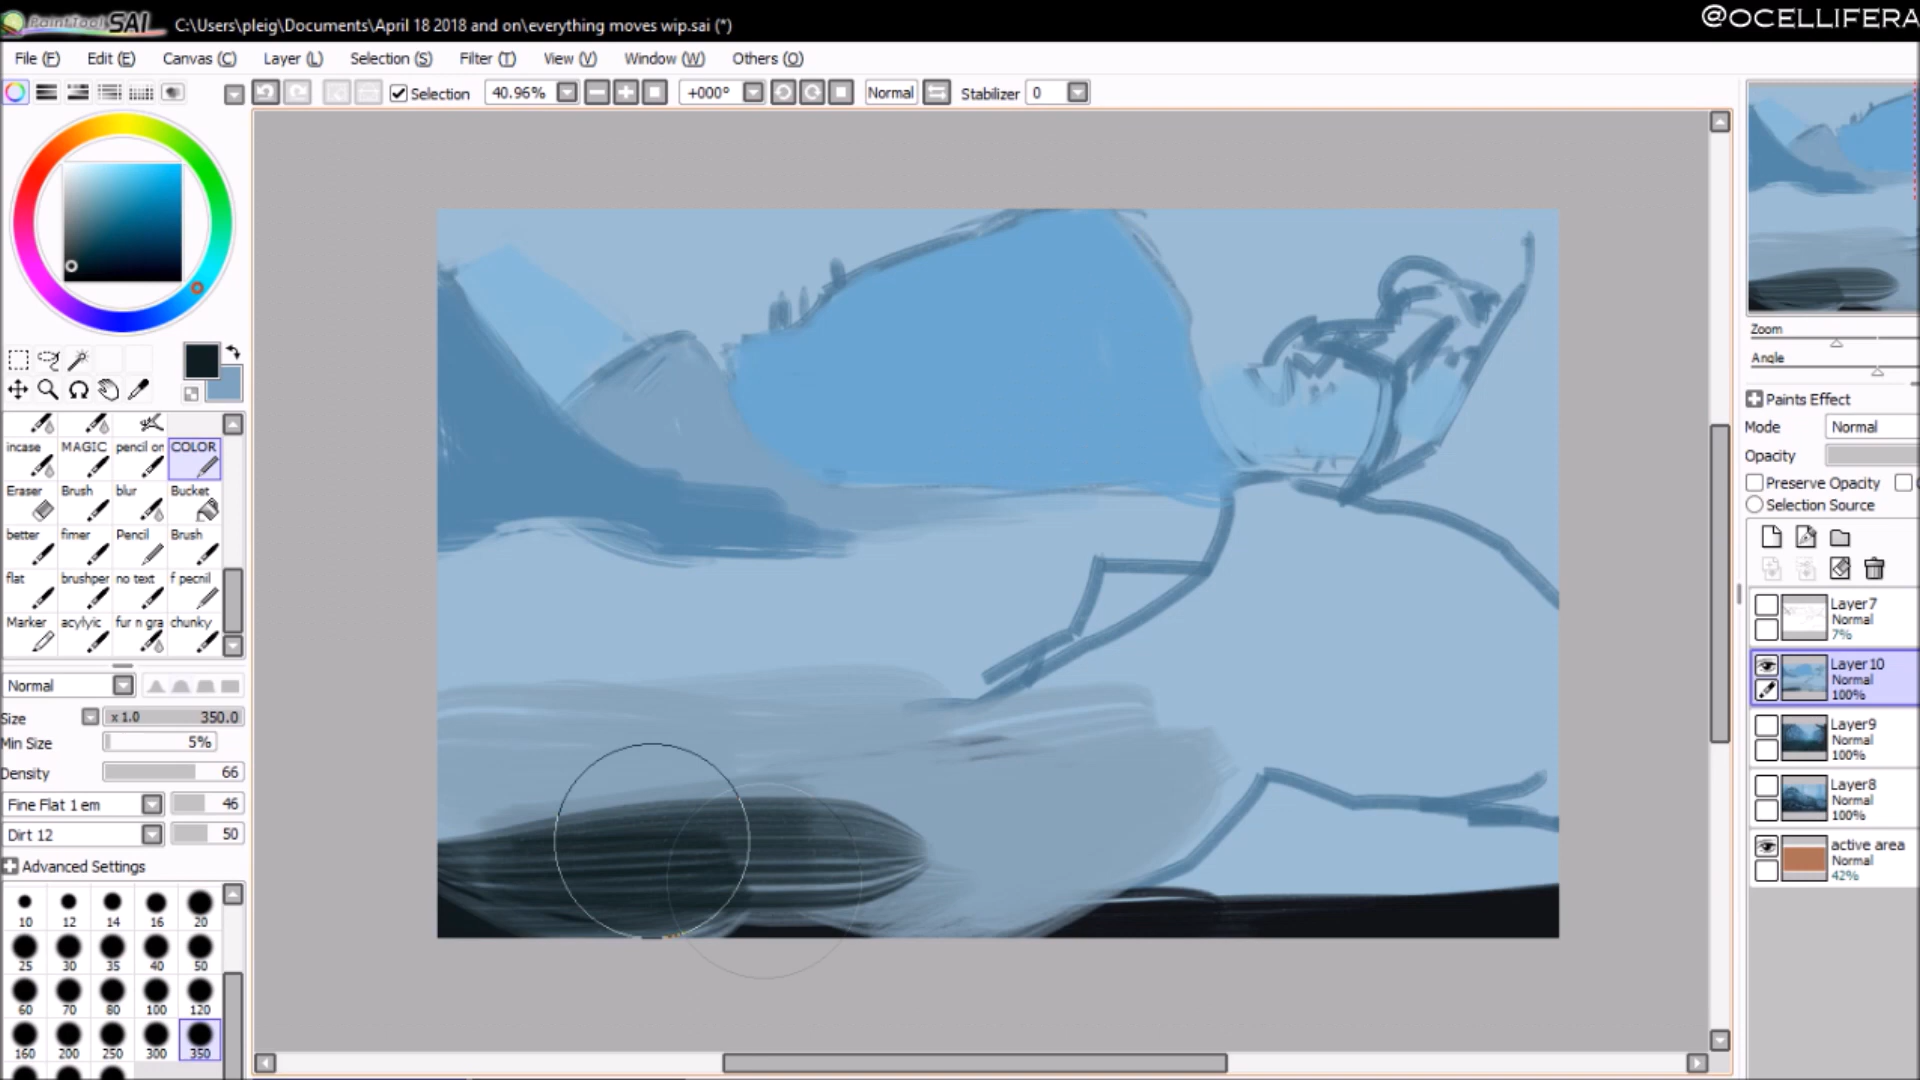 PaintTool SAI C:\Users\pleig\Documents\April 18 2018 and on\everything moves wip.sai (*) @OCELLIFERA
File (F) Edit (E) Canvas (C) Layer (L) Selection (S) Filter (T) View (V) Window (W) Others (O)
Selection 40.96% +000° Normal Stabilizer 0
incase MAGIC pencil on COLOR
Eraser Brush blur Bucket
better fimer Pencil Brush
flat brushper no text f pecnil
Marker acylyic fur n gra chunky
Normal
Size x 1.0 350.0
Min Size 5%
Density 66
Fine Flat 1 em 46
Dirt 12 50
Advanced Settings
10 12 14 16 20
25 30 35 40 50
60 70 80 100 120
160 200 250 300 350
Zoom
Angle
Paints Effect
Mode Normal
Opacity
Preserve Opacity
Selection Source
Layer7
Normal
7%
Layer10
Normal
100%
Layer9
Normal
100%
Layer8
Normal
100%
active area
Normal
42%